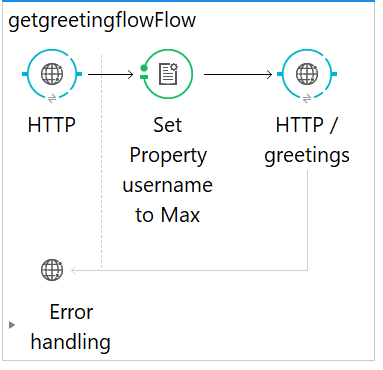 getgreetingflowFlow
HTTP
Set
Property
username
to Max
HTTP /
greetings
Error
handling